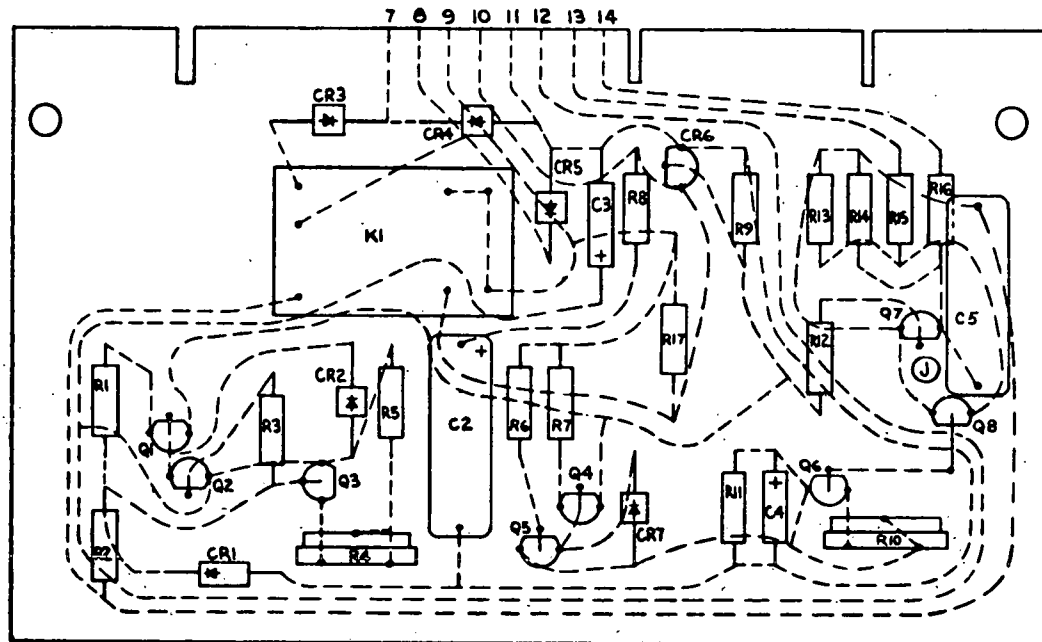 7 8 9 10 11 12 13 14
CR3
CR4
CR6
CR5
C3
R8
R9
R13
R14
R15
R16
K1
+
Q7
C5
R17
R12
J
R1
CR2
R5
+
C2
R6
R7
R3
Q8
Q1
Q2
Q3
Q4
Q6
R11
+
C4
Q5
CR7
R2
CR1
R4
R10